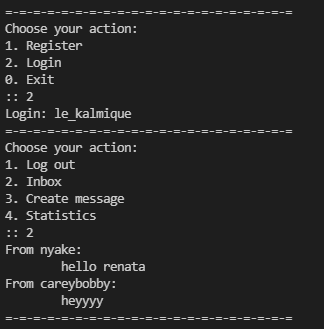 =-=-=-=-=-=-=-=-=-=-=-=-=-=-=-=-=-=-=-=-=
Choose your action:
1. Register
2. Login
0. Exit
:: 2
Login: le_kalmique
=-=-=-=-=-=-=-=-=-=-=-=-=-=-=-=-=-=-=-=-=
Choose your action:
1. Log out
2. Inbox
3. Create message
4. Statistics
:: 2
From nyake:
        hello renata
From careybobby:
        heyyyy
=-=-=-=-=-=-=-=-=-=-=-=-=-=-=-=-=-=-=-=-=